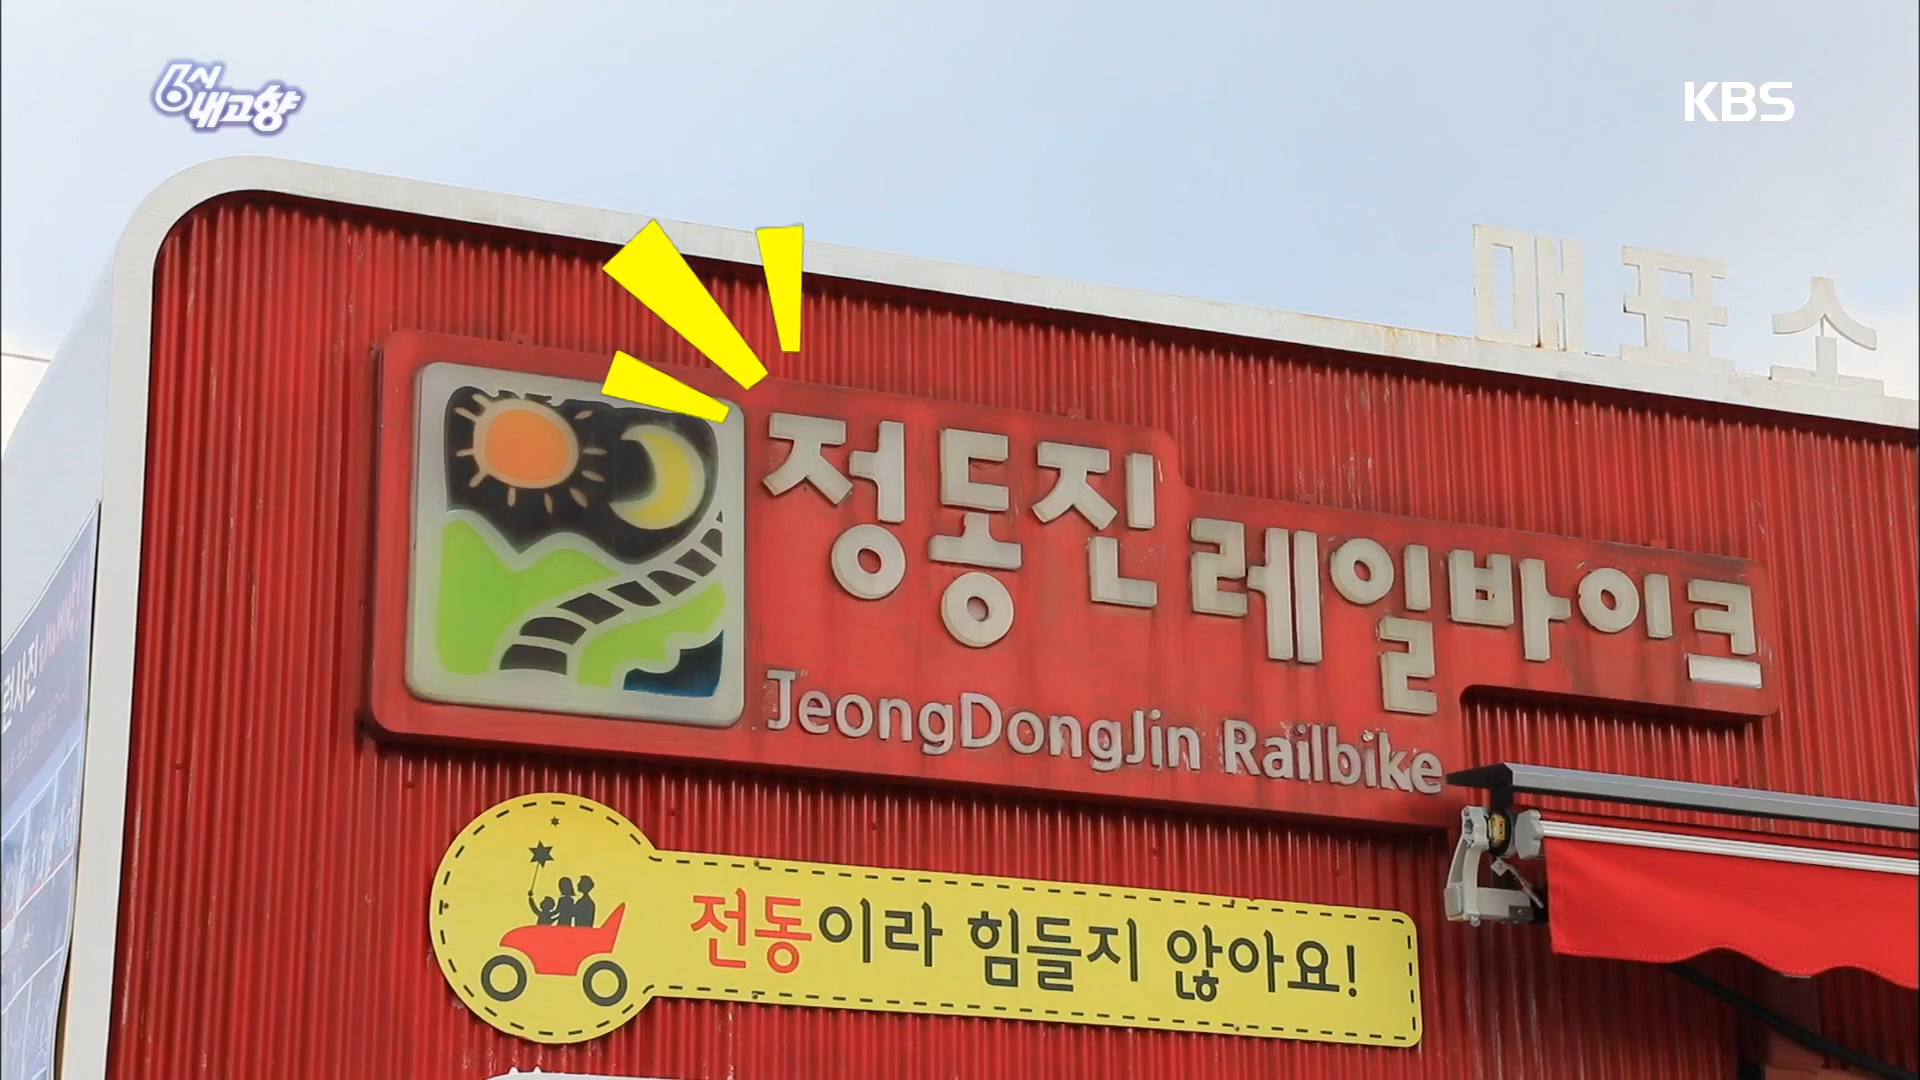 6시
내고향
KBS
매표소
정동진레일바이크
JeongDongJin Railbike
전동이라 힘들지 않아요!